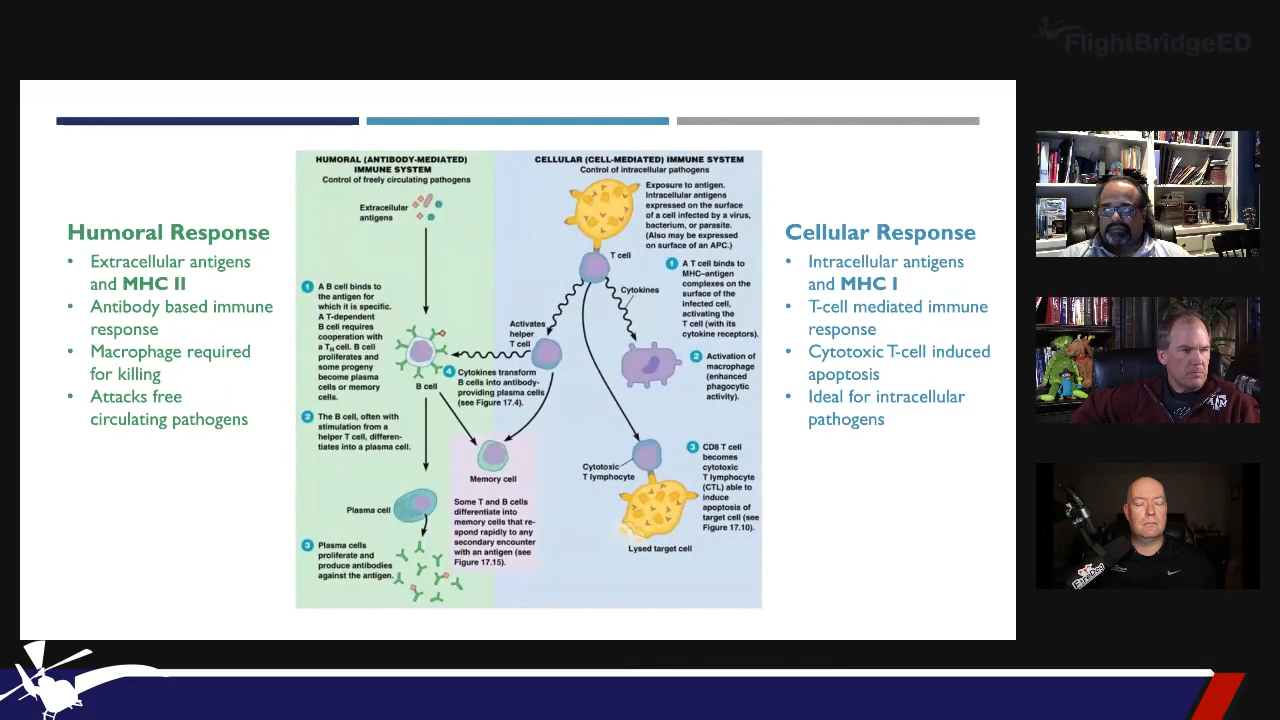 FlightBridgeED
Humoral Response
• Extracellular antigens
and MHC II
• Antibody based immune
response
• Macrophage required
for killing
• Attacks free
circulating pathogens
HUMORAL (ANTIBODY-MEDIATED)
IMMUNE SYSTEM
Control of freely circulating pathogens
Extracellular
antigens
1 A B cell binds to
the antigen for
which it is specific.
A T-dependent
B cell requires
cooperation with
a TH cell. B cell
proliferates and
some progeny
become plasma
cells or memory
cells.
B cell
2 The B cell, often with
stimulation from a
helper T cell, differen-
tiates into a plasma cell.
Plasma cell
3 Plasma cells
proliferate and
produce antibodies
against the antigen.
Activates
helper
T cell
4 Cytokines transform
B cells into antibody-
providing plasma cells
(see Figure 17.4).
Memory cell
Some T and B cells
differentiate into
memory cells that re-
spond rapidly to any
secondary encounter
with an antigen (see
Figure 17.15).
CELLULAR (CELL-MEDIATED) IMMUNE SYSTEM
Control of intracellular pathogens
Exposure to antigen.
Intracellular antigens
expressed on the surface
of a cell infected by a virus,
bacterium, or parasite.
(Also may be expressed
on surface of an APC.)
T cell
Cytokines
1 A T cell binds to
MHC–antigen
complexes on the
surface of the
infected cell,
activating the
T cell (with its
cytokine receptors).
2 Activation of
macrophage
(enhanced
phagocytic
activity).
Cytotoxic
T lymphocyte
3 CD8 T cell
becomes
cytotoxic
T lymphocyte
(CTL) able to
induce
apoptosis of
target cell (see
Figure 17.10).
Lysed target cell
Cellular Response
• Intracellular antigens
and MHC I
• T-cell mediated immune
response
• Cytotoxic T-cell induced
apoptosis
• Ideal for intracellular
pathogens